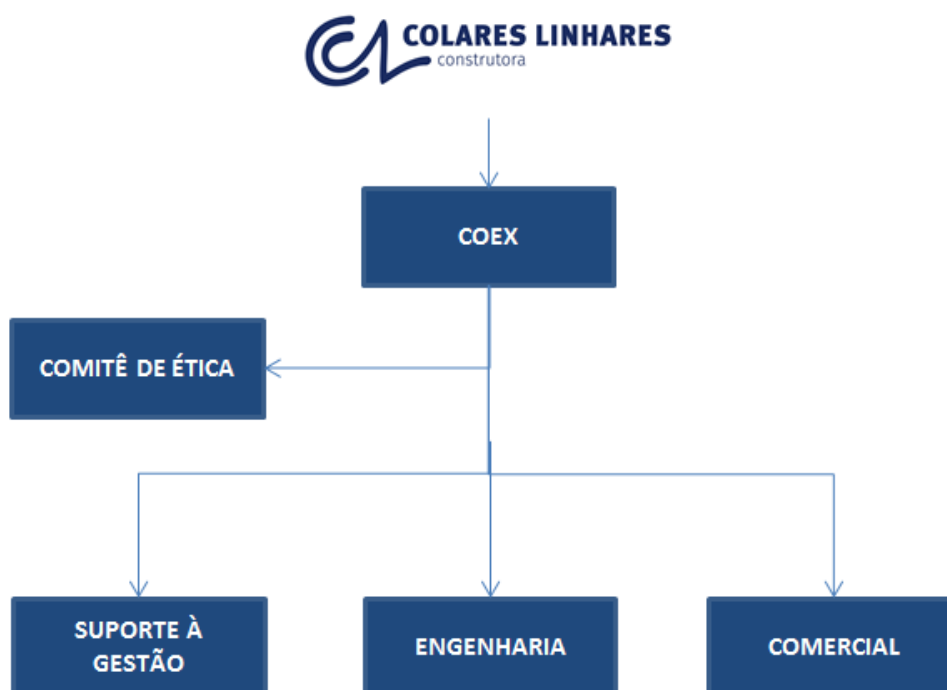 COLARES LINHARES
construtora
COEX
COMITÊ DE ÉTICA
SUPORTE À
GESTÃO
ENGENHARIA
COMERCIAL